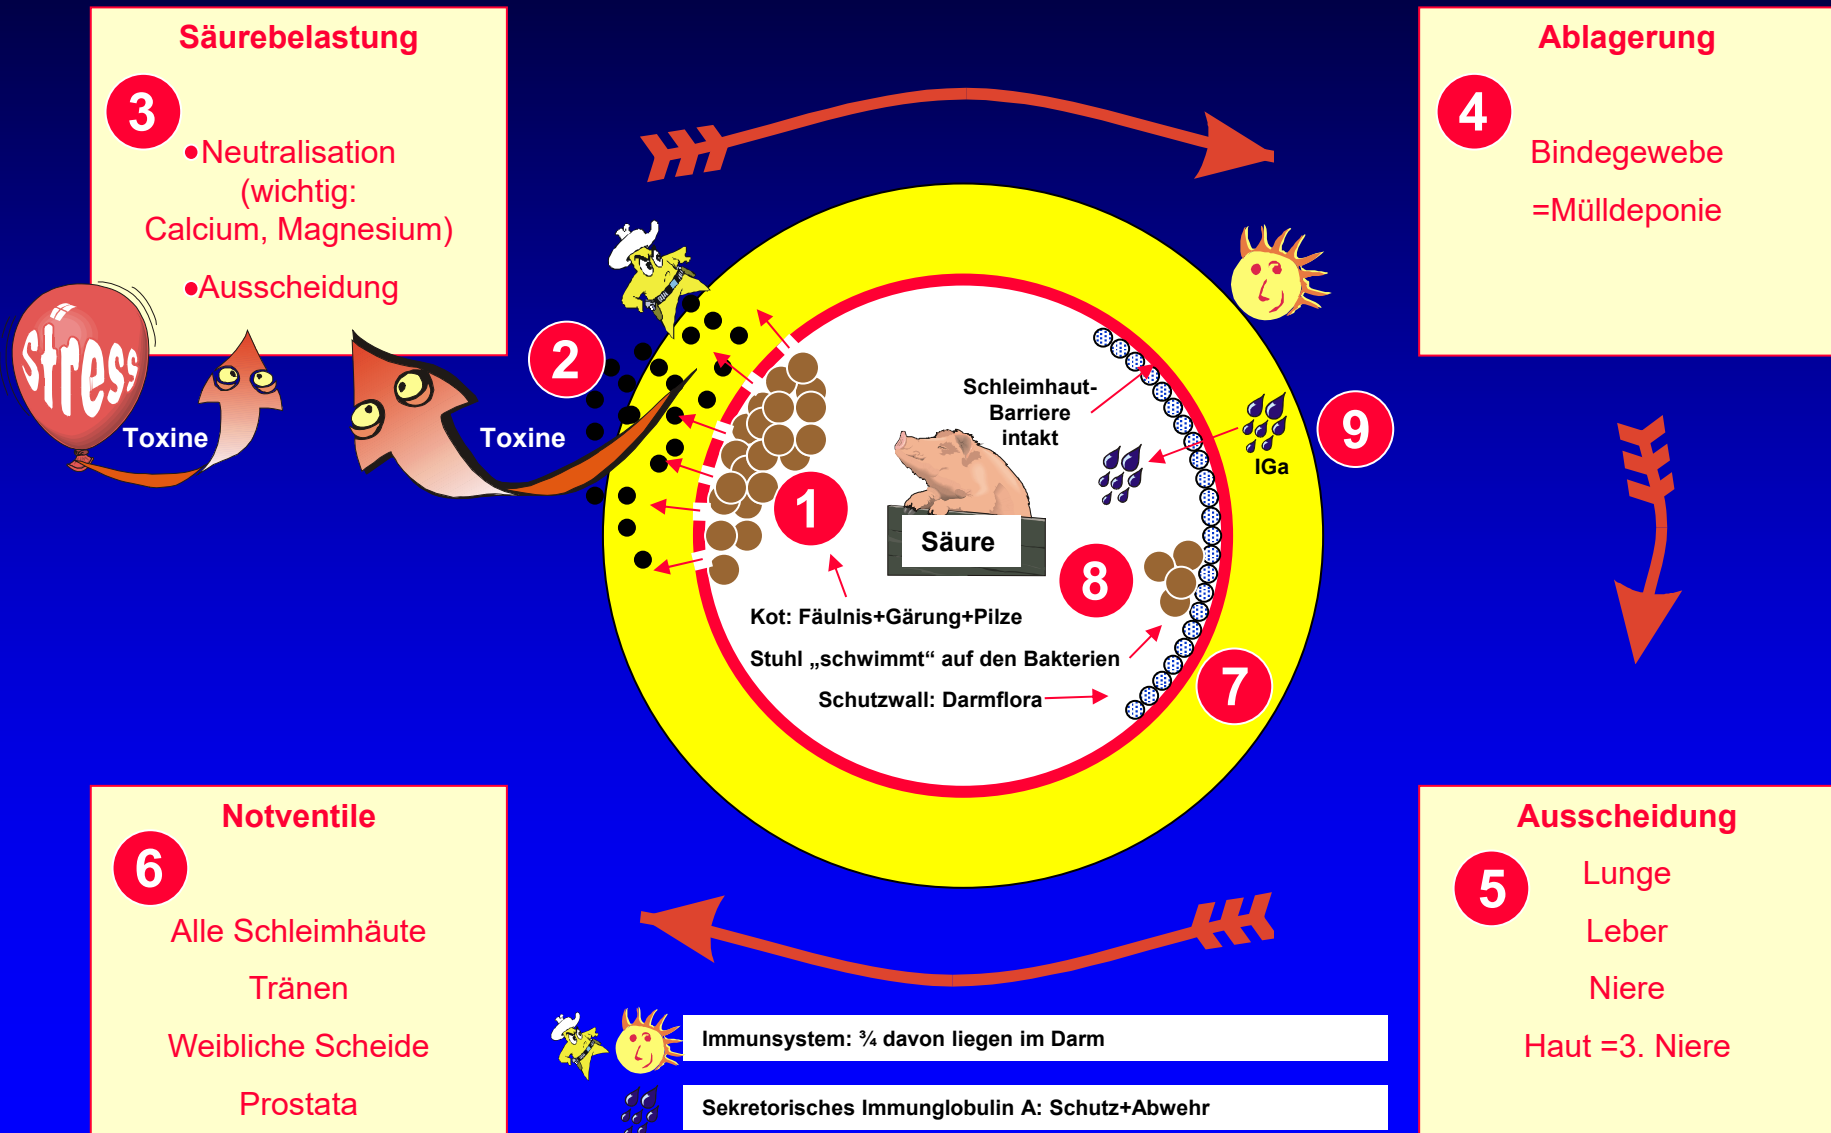 Säurebelastung
3
•Neutralisation
(wichtig:
Calcium, Magnesium)
•Ausscheidung
stress
Toxine
Toxine
2
Ablagerung
4
Bindegewebe
=Mülldeponie
Schleimhaut-
Barriere
intakt
9
IGa
1
Säure
8
Kot: Fäulnis+Gärung+Pilze
Stuhl „schwimmt“ auf den Bakterien
Schutzwall: Darmflora
7
Notventile
6
Alle Schleimhäute
Tränen
Weibliche Scheide
Prostata
Ausscheidung
5
Lunge
Leber
Niere
Haut =3. Niere
Immunsystem: ¾ davon liegen im Darm
Sekretorisches Immunglobulin A: Schutz+Abwehr